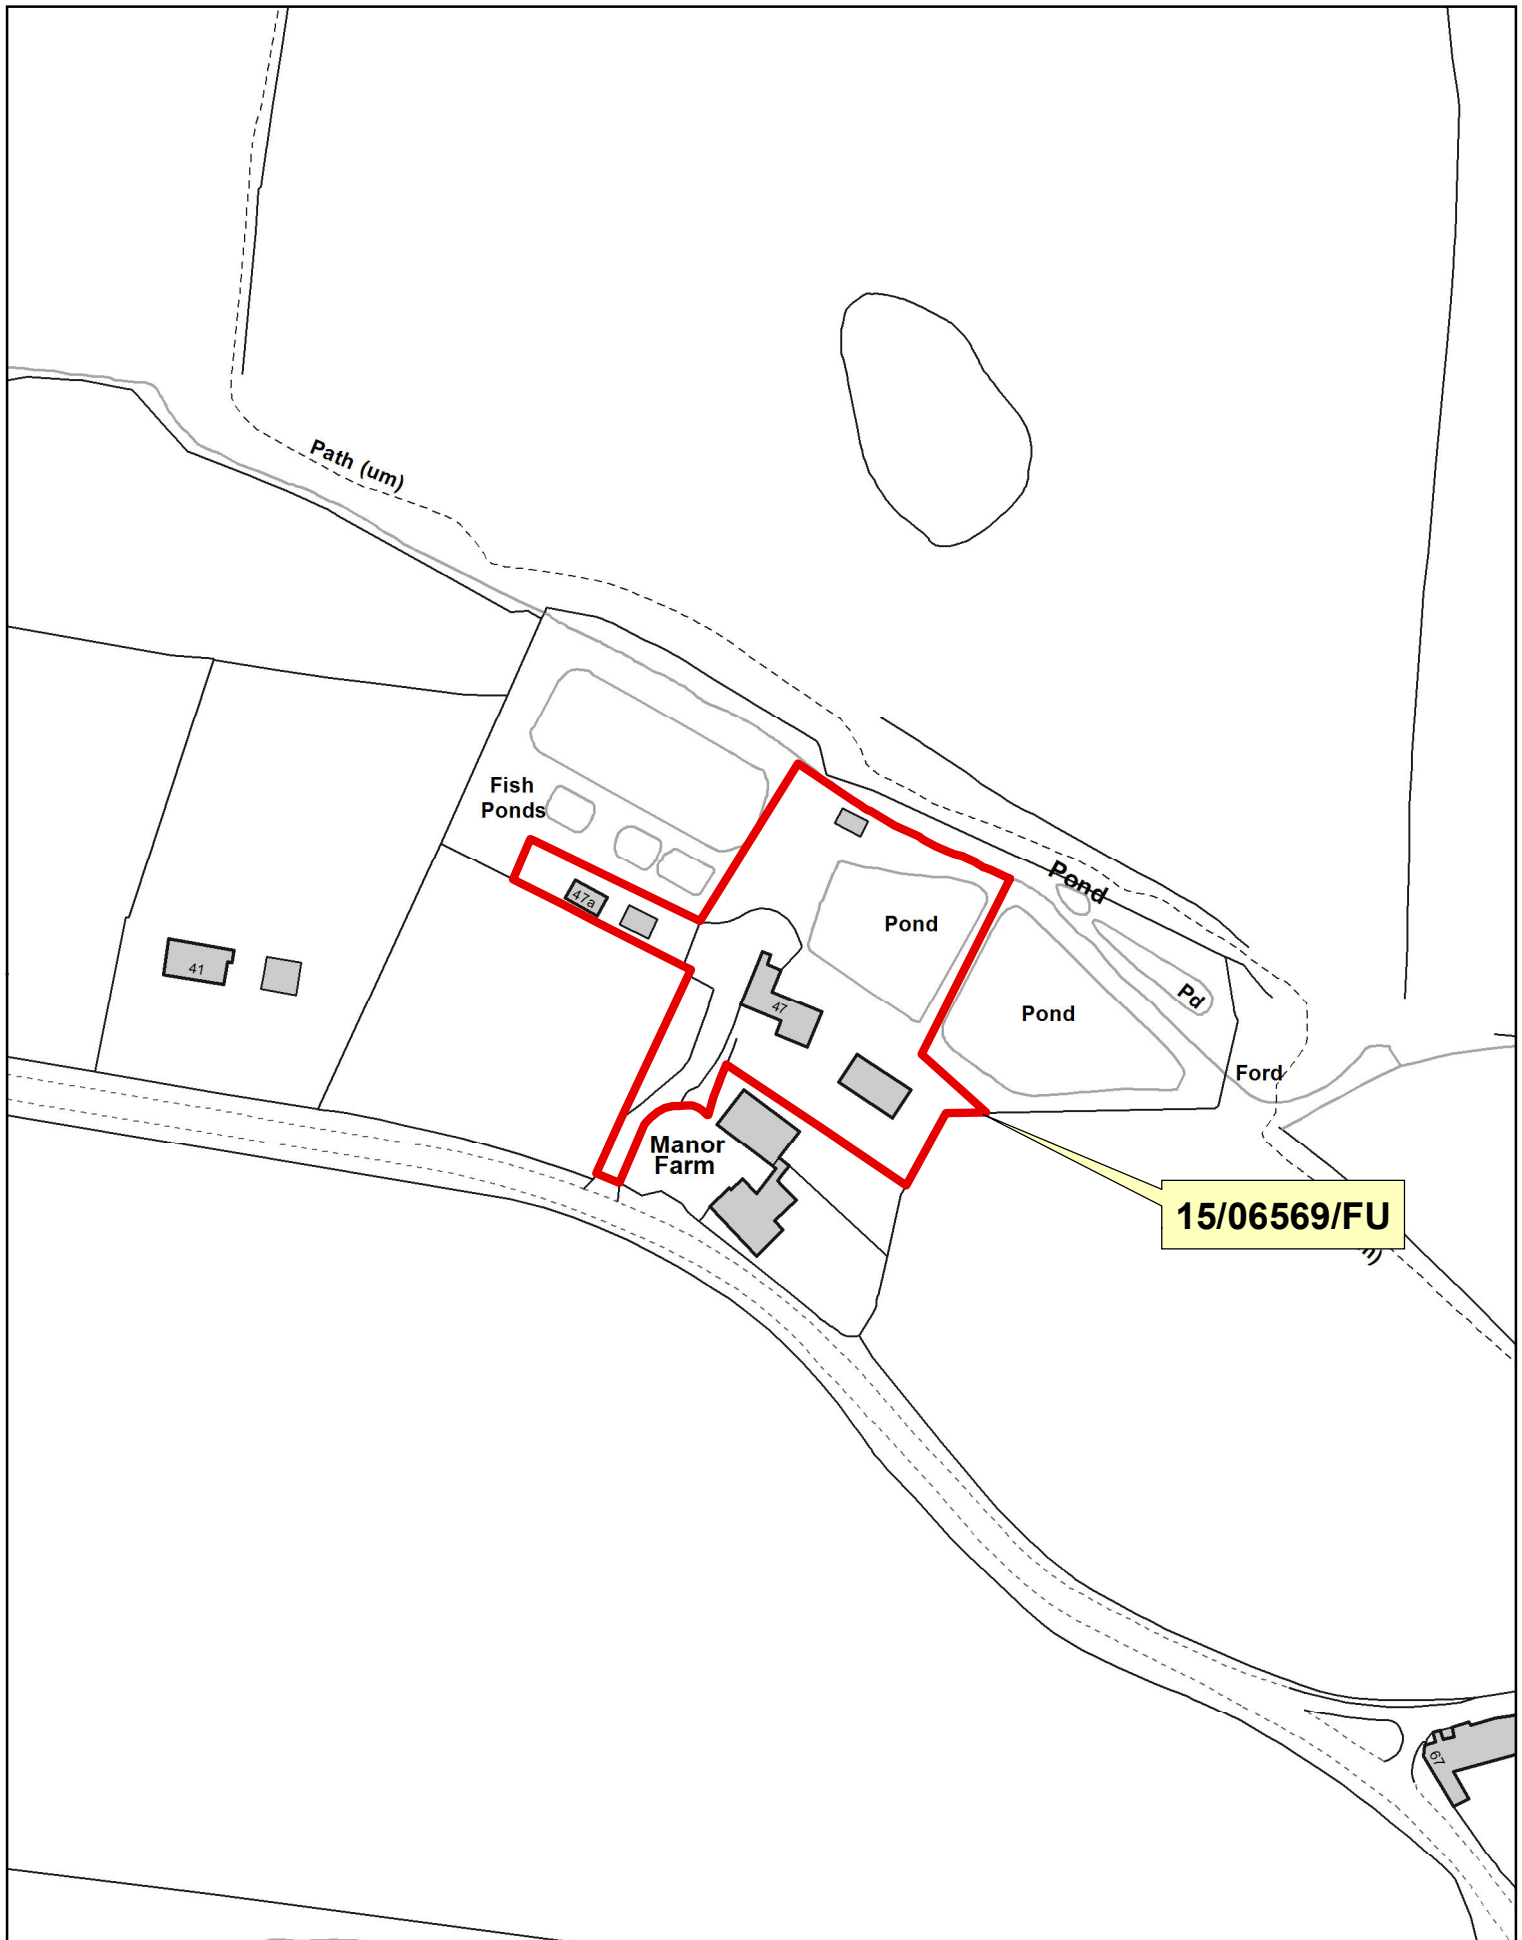 Path (um)
Fish
Ponds
Pond
47a
Pond
41
Pd
47
Pond
Ford
Manor
Farm
15/06569/FU
67